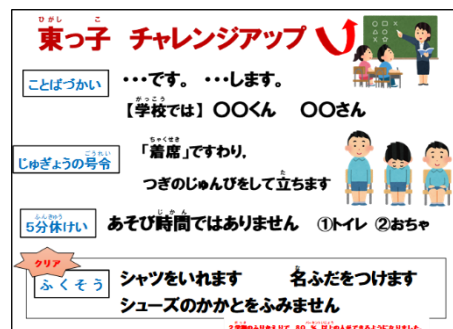 東っ子 チャレンジアップ
ことばづかい ・・・です。 ・・・します。
【学校では】 〇〇くん 〇〇さん
じゅぎょうの号令 「着席」ですわり，
つぎのじゅんびをして立ちます
5分休けい あそび時間ではありません ①トイレ ②おちゃ
クリア
ふくそう シャツをいれます 名ふだをつけます
シューズのかかとをふみません